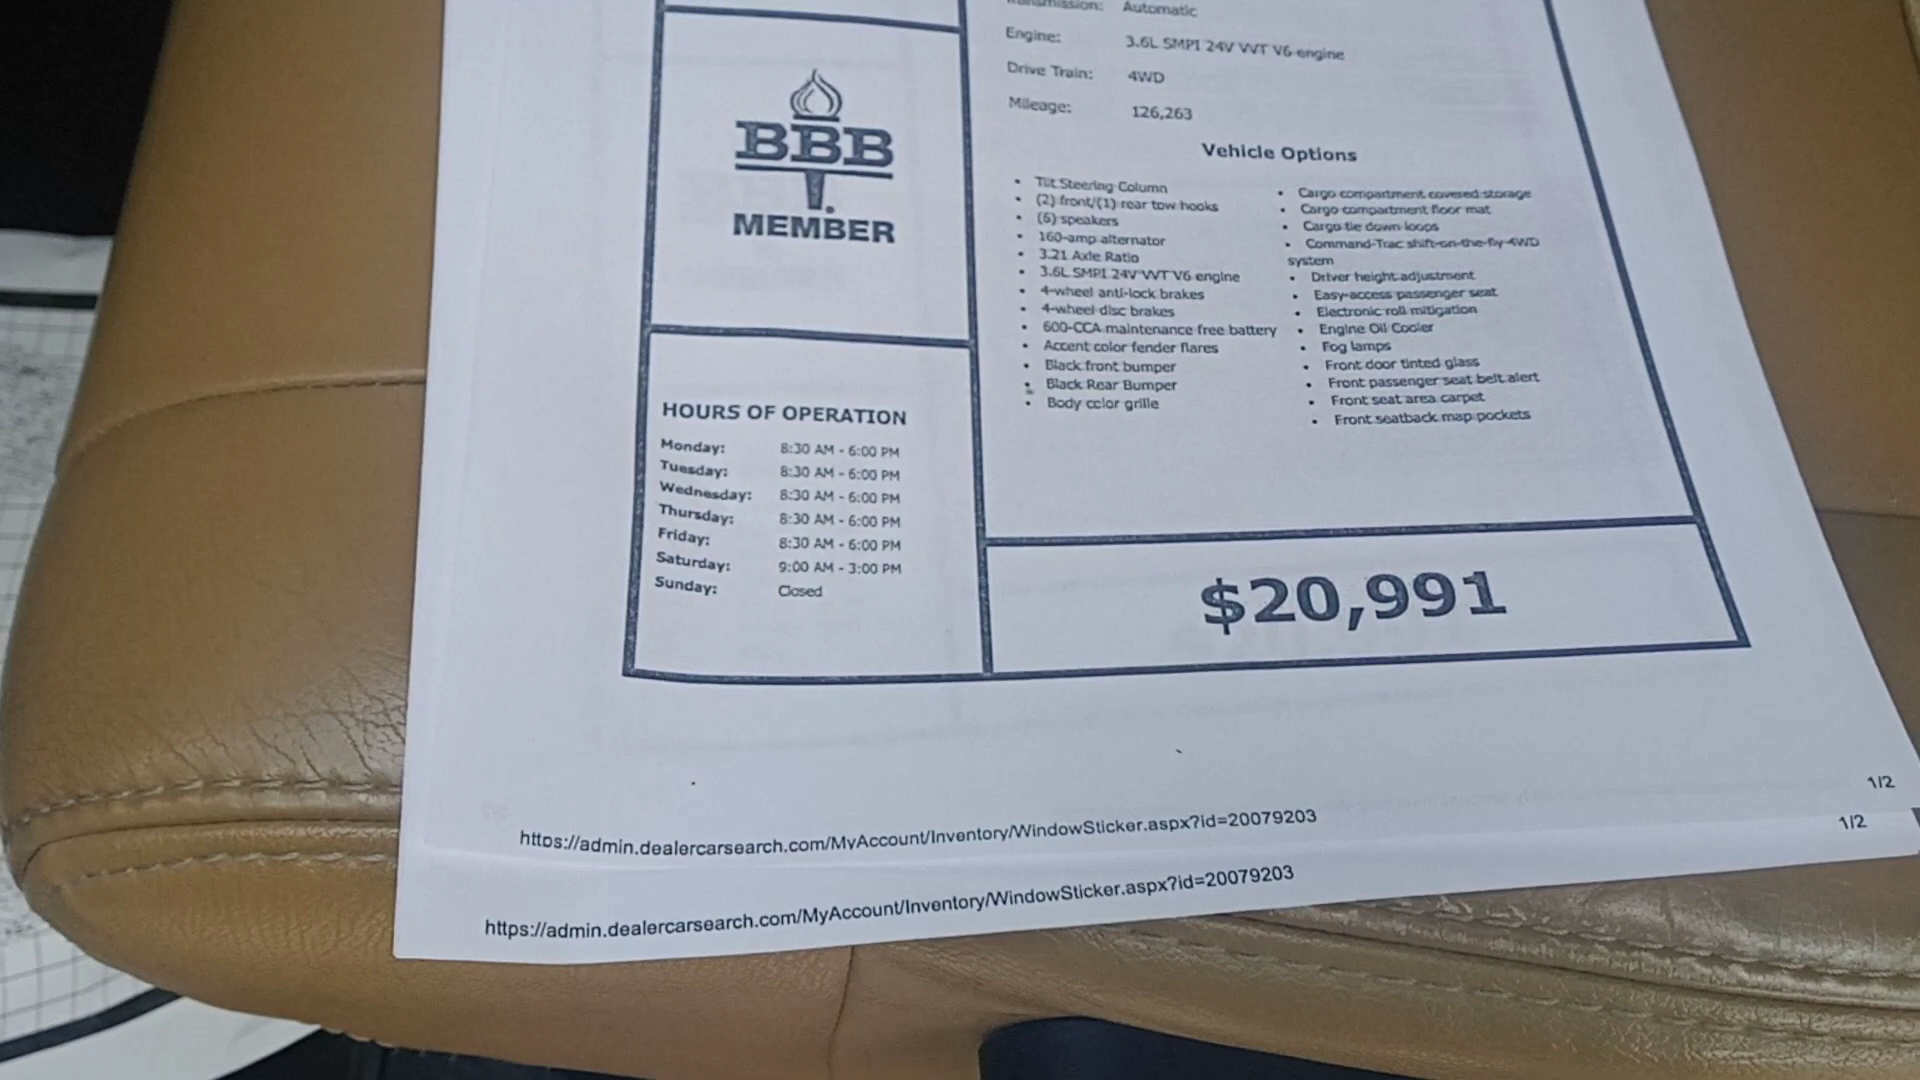 BBB
MEMBER
HOURS OF OPERATION
Monday: 8:30 AM - 6:00 PM
Tuesday: 8:30 AM - 6:00 PM
Wednesday: 8:30 AM - 6:00 PM
Thursday: 8:30 AM - 6:00 PM
Friday: 8:30 AM - 6:00 PM
Saturday: 9:00 AM - 3:00 PM
Sunday: Closed
Transmission: Automatic
Engine: 3.6L SMPI 24V VVT V6 engine
Drive Train: 4WD
Mileage: 126,263
Vehicle Options
• Tilt Steering Column
• (2) front/(1) rear tow hooks
• (6) speakers
• 160-amp alternator
• 3.21 Axle Ratio
• 3.6L SMPI 24V VVT V6 engine
• 4-wheel anti-lock brakes
• 4-wheel disc brakes
• 600-CCA maintenance free battery
• Accent color fender flares
• Black front bumper
• Black Rear Bumper
• Body color grille
• Cargo compartment covered storage
• Cargo compartment floor mat
• Cargo tie down loops
• Command-Trac shift-on-the-fly 4WD
system
• Driver height adjustment
• Easy-access passenger seat
• Electronic roll mitigation
• Engine Oil Cooler
• Fog lamps
• Front door tinted glass
• Front passenger seat belt alert
• Front seat area carpet
• Front seatback map pockets
$20,991
https://admin.dealercarsearch.com/MyAccount/Inventory/WindowSticker.aspx?id=20079203
1/2
https://admin.dealercarsearch.com/MyAccount/Inventory/WindowSticker.aspx?id=20079203
1/2